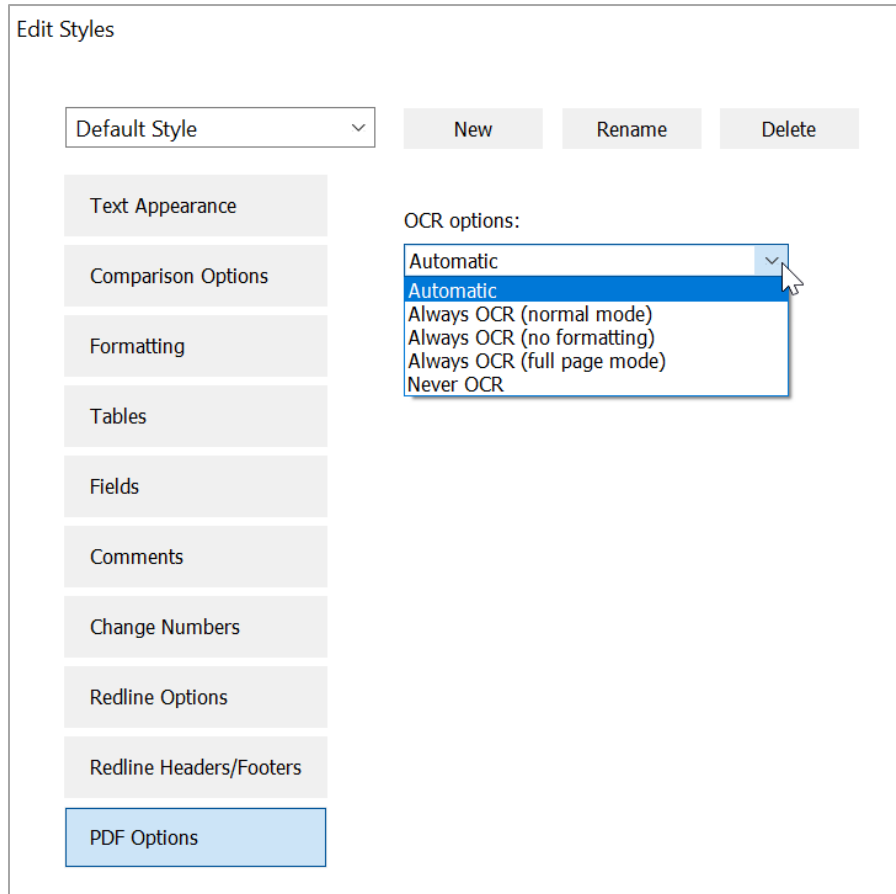 Edit Styles
Default Style
New
Rename
Delete
Text Appearance
Comparison Options
Formatting
Tables
Fields
Comments
Change Numbers
Redline Options
Redline Headers/Footers
PDF Options
OCR options:
Automatic
Automatic
Always OCR (normal mode)
Always OCR (no formatting)
Always OCR (full page mode)
Never OCR